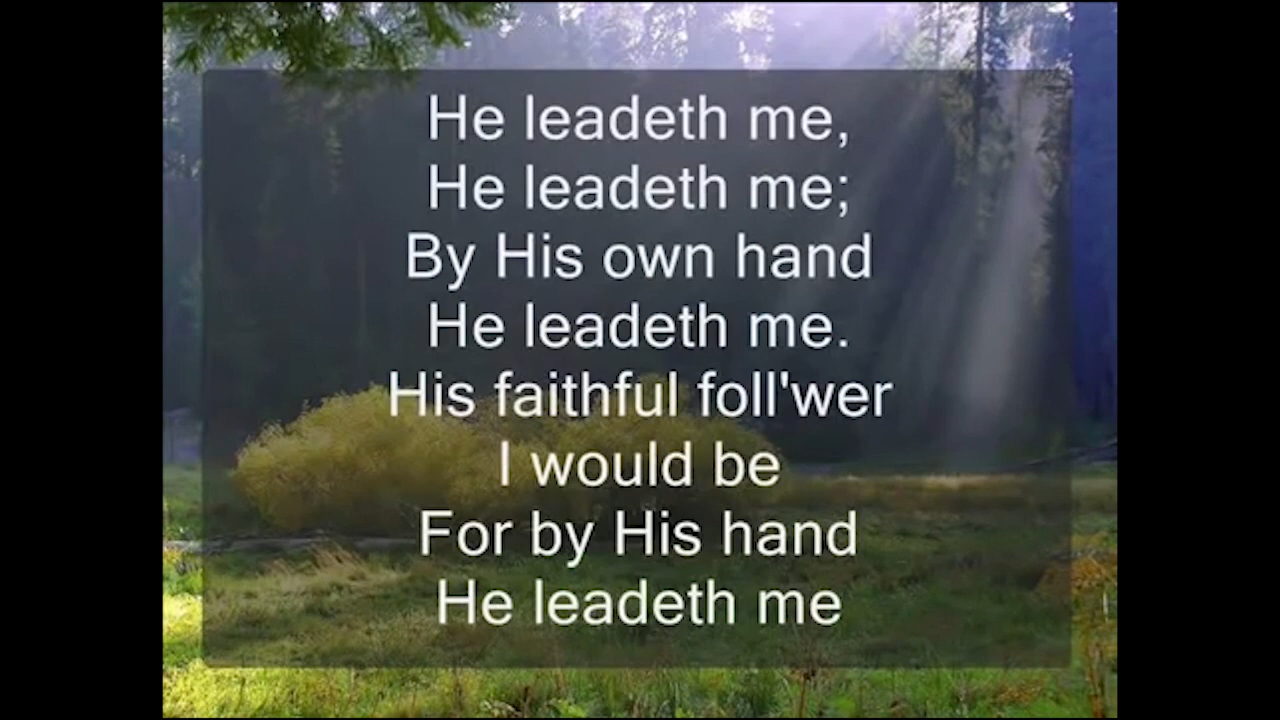 He leadeth me,
He leadeth me;
By His own hand
He leadeth me.
His faithful foll'wer
I would be
For by His hand
He leadeth me